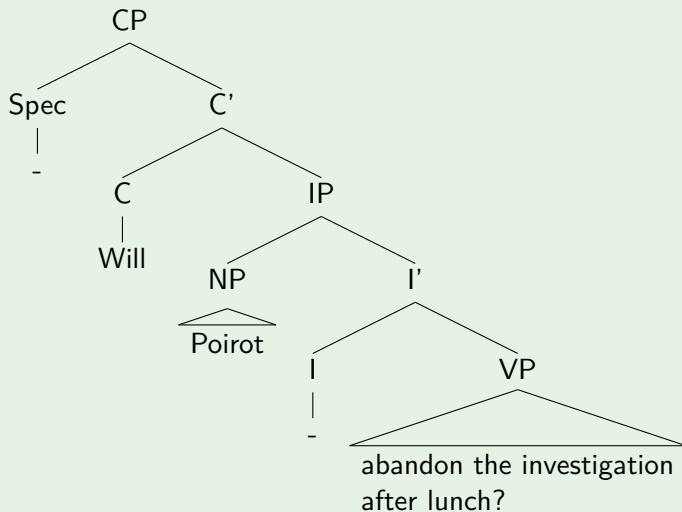 CP
Spec C'
-
C IP
Will
NP I'
Poirot
I VP
-
abandon the investigation
after lunch?